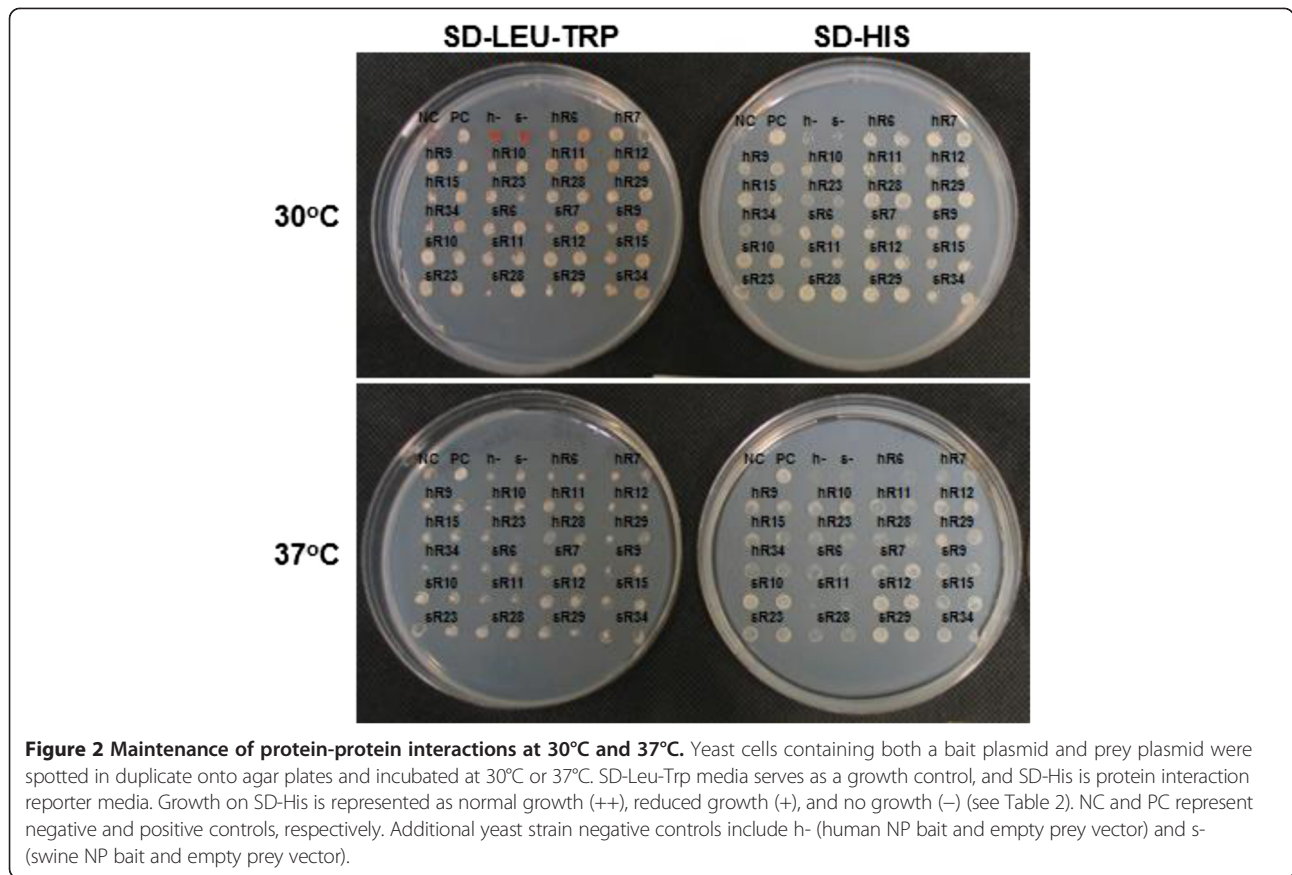 SD-LEU-TRP SD-HIS
30°C
NC PC h- s- hR6 hR7
hR9 hR10 hR11 hR12
hR15 hR23 hR28 hR29
hR34 sR6 sR7 sR9
sR10 sR11 sR12 sR15
sR23 sR28 sR29 sR34
NC PC h- s- hR6 hR7
hR9 hR10 hR11 hR12
hR15 hR23 hR28 hR29
hR34 sR6 sR7 sR9
sR10 sR11 sR12 sR15
sR23 sR28 sR29 sR34
37°C
NC PC h- s- hR6 hR7
hR9 hR10 hR11 hR12
hR15 hR23 hR28 hR29
hR34 sR6 sR7 sR9
sR10 sR11 sR12 sR15
sR23 sR28 sR29 sR34
NC PC h- s- hR6 hR7
hR9 hR10 hR11 hR12
hR15 hR23 hR28 hR29
hR34 sR6 sR7 sR9
sR10 sR11 sR12 sR15
sR23 sR28 sR29 sR34
Figure 2 Maintenance of protein-protein interactions at 30°C and 37°C. Yeast cells containing both a bait plasmid and prey plasmid were
spotted in duplicate onto agar plates and incubated at 30°C or 37°C. SD-Leu-Trp media serves as a growth control, and SD-His is protein interaction
reporter media. Growth on SD-His is represented as normal growth (++), reduced growth (+), and no growth (−) (see Table 2). NC and PC represent
negative and positive controls, respectively. Additional yeast strain negative controls include h- (human NP bait and empty prey vector) and s-
(swine NP bait and empty prey vector).